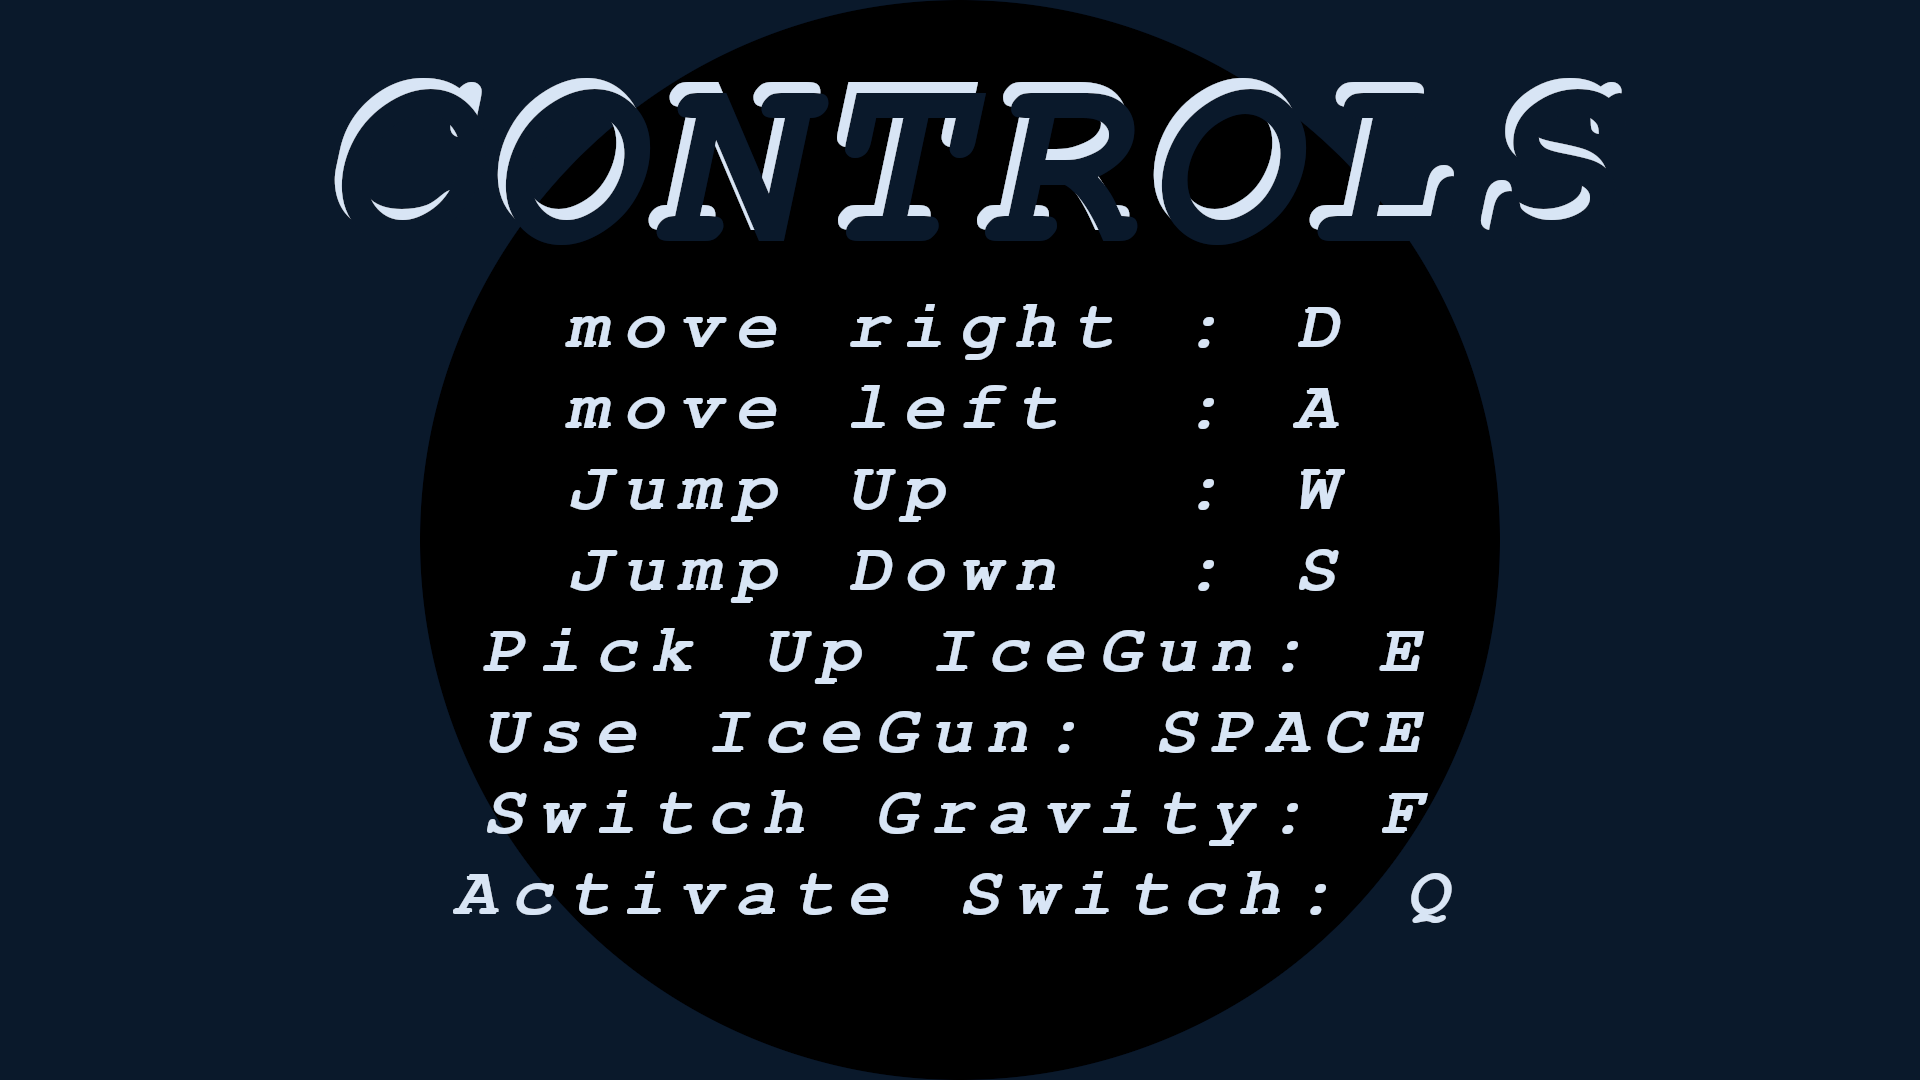 CONTROLS
move right : D
move left  : A
Jump Up    : W
Jump Down  : S
Pick Up IceGun: E
Use IceGun: SPACE
Switch Gravity: F
Activate Switch: Q